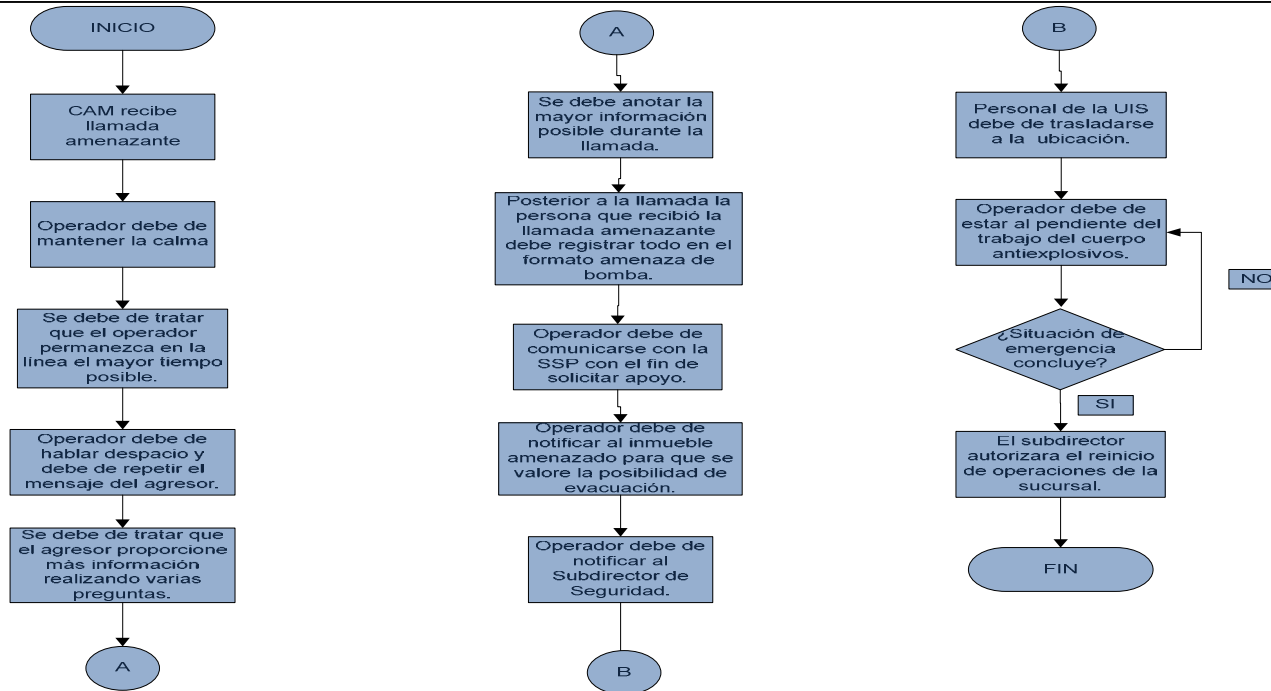 INICIO
CAM recibe
llamada
amenazante
Operador debe de
mantener la calma
Se debe de tratar
que el operador
permanezca en la
línea el mayor tiempo
posible.
Operador debe de
hablar despacio y
debe de repetir el
mensaje del agresor.
Se debe de tratar que
el agresor proporcione
más información
realizando varias
preguntas.
A
A
Se debe anotar la
mayor información
posible durante la
llamada.
Posterior a la llamada la
persona que recibió la
llamada amenazante
debe registrar todo en el
formato amenaza de
bomba.
Operador debe de
comunicarse con la
SSP con el fin de
solicitar apoyo.
Operador debe de
notificar al inmueble
amenazado para que se
valore la posibilidad de
evacuación.
Operador debe de
notificar al
Subdirector de
Seguridad.
B
B
Personal de la UIS
debe de trasladarse
a la ubicación.
Operador debe de
estar al pendiente del
trabajo del cuerpo
antiexplosivos.
NO
¿Situación de
emergencia
concluye?
SI
El subdirector
autorizara el reinicio
de operaciones de la
sucursal.
FIN